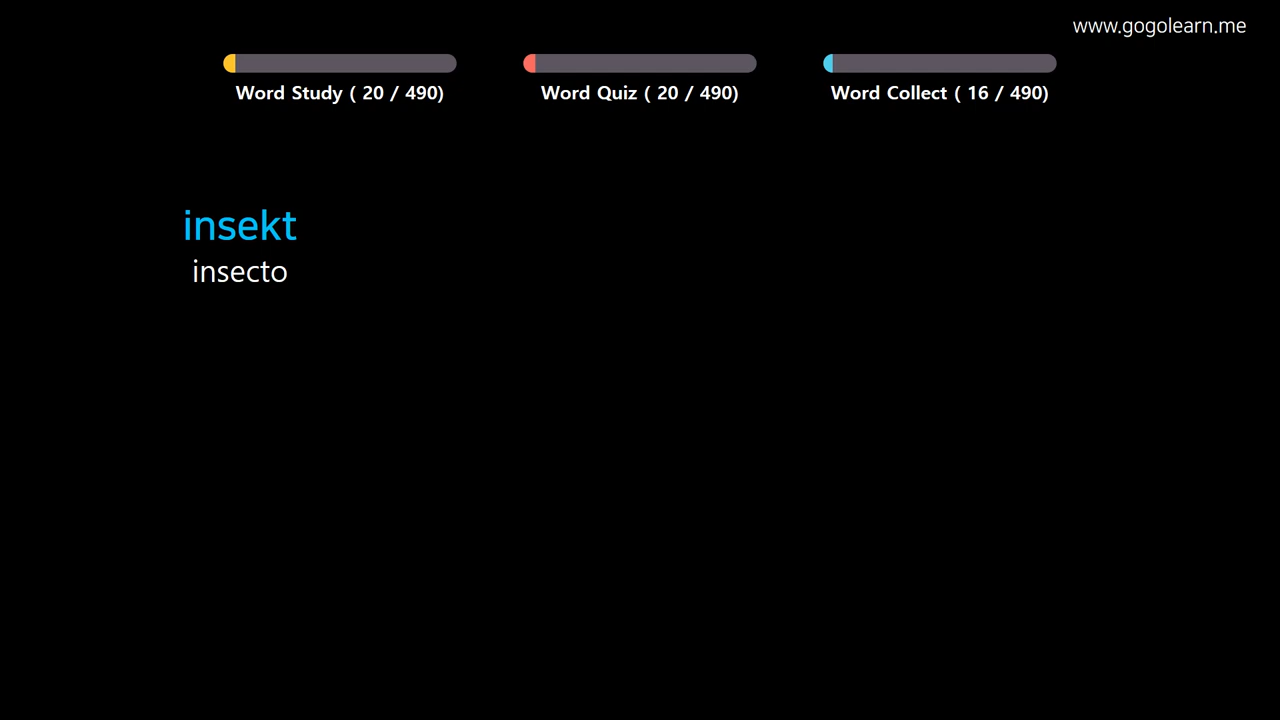 www.gogolearn.me
Word Study ( 20 / 490)
Word Quiz ( 20 / 490)
Word Collect ( 16 / 490)
insekt
insecto